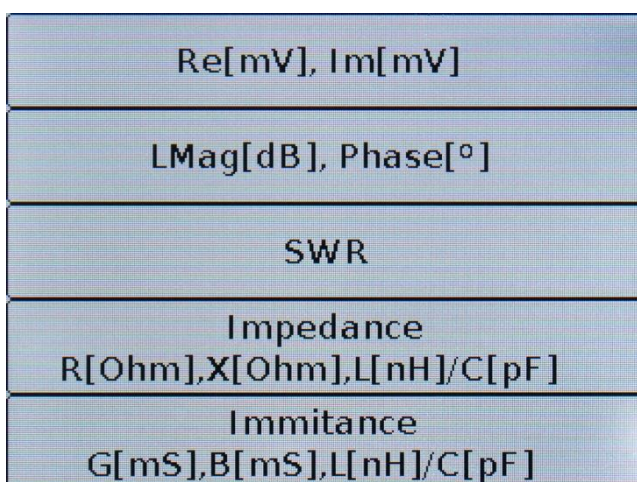 Re[mV], Im[mV]
LMag[dB], Phase[º]
SWR
Impedance
R[Ohm],X[Ohm],L[nH]/C[pF]
Immitance
G[mS],B[mS],L[nH]/C[pF]